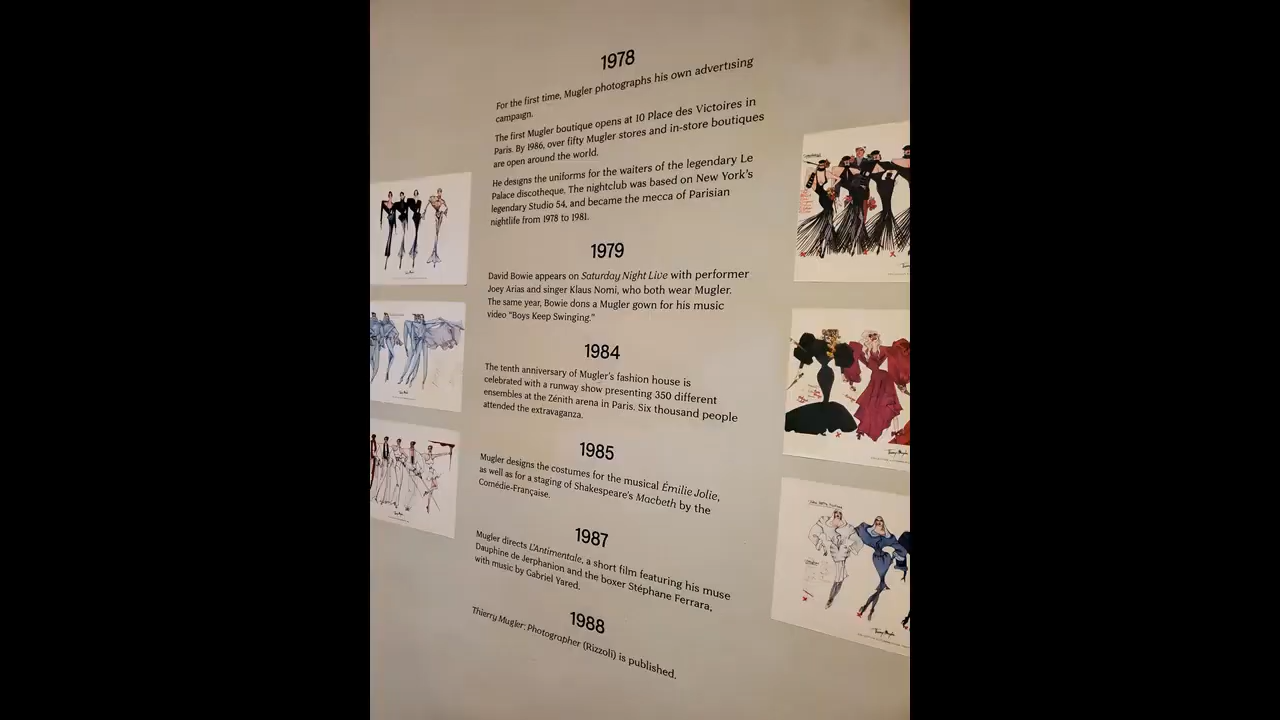 1978
For the first time, Mugler photographs his own advertising
campaign.
The first Mugler boutique opens at 10 Place des Victoires in
Paris. By 1986, over fifty Mugler stores and in-store boutiques
are open around the world.
He designs the uniforms for the waiters of the legendary Le
Palace discotheque. The nightclub was based on New York's
legendary Studio 54, and became the mecca of Parisian
nightlife from 1978 to 1981.
1979
David Bowie appears on Saturday Night Live with performer
Joey Arias and singer Klaus Nomi, who both wear Mugler.
The same year, Bowie dons a Mugler gown for his music
video "Boys Keep Swinging."
1984
The tenth anniversary of Mugler's fashion house is
celebrated with a runway show presenting 350 different
ensembles at the Zénith arena in Paris. Six thousand people
attended the extravaganza.
1985
Mugler designs the costumes for the musical Émilie Jolie,
as well as for a staging of Shakespeare's Macbeth by the
Comédie-Française.
1987
Mugler directs L'Antimentale, a short film featuring his muse
Dauphine de Jerphanion and the boxer Stéphane Ferrara,
with music by Gabriel Yared.
1988
Thierry Mugler: Photographer (Rizzoli) is published.